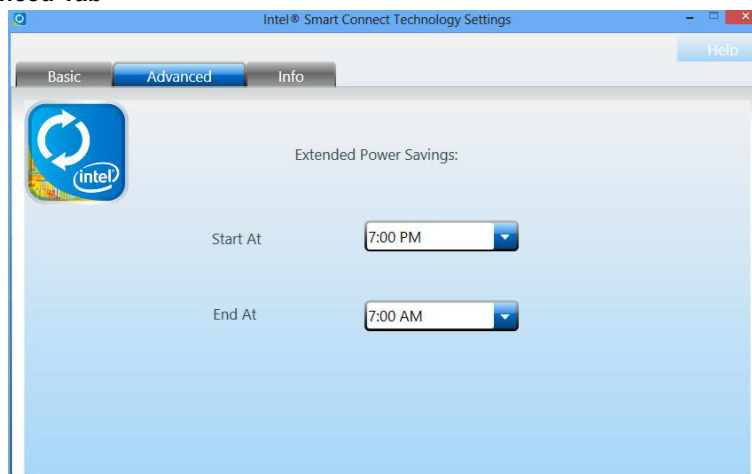 Intel® Smart Connect Technology Settings
Help
Basic Advanced Info
intel
Extended Power Savings:
Start At 7:00 PM
End At 7:00 AM